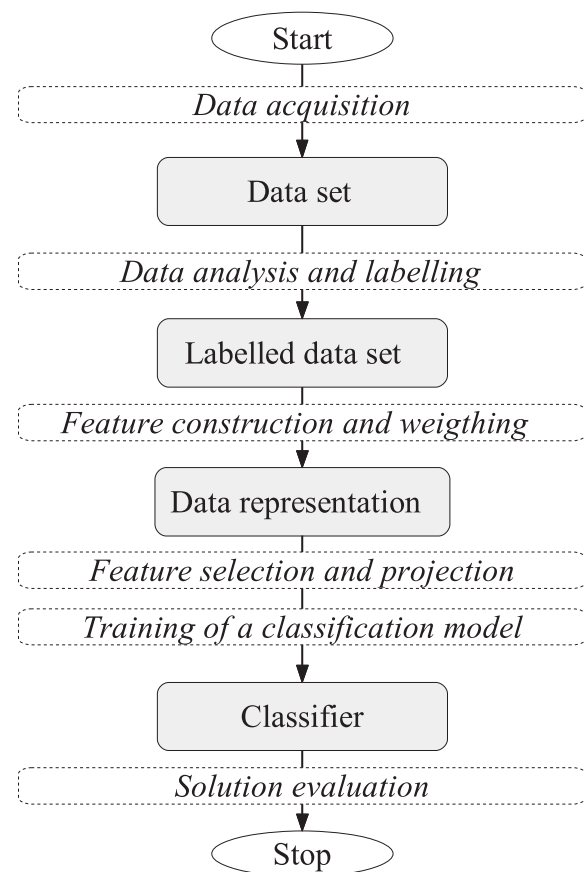 Start
Data acquisition
Data set
Data analysis and labelling
Labelled data set
Feature construction and weigthing
Data representation
Feature selection and projection
Training of a classification model
Classifier
Solution evaluation
Stop